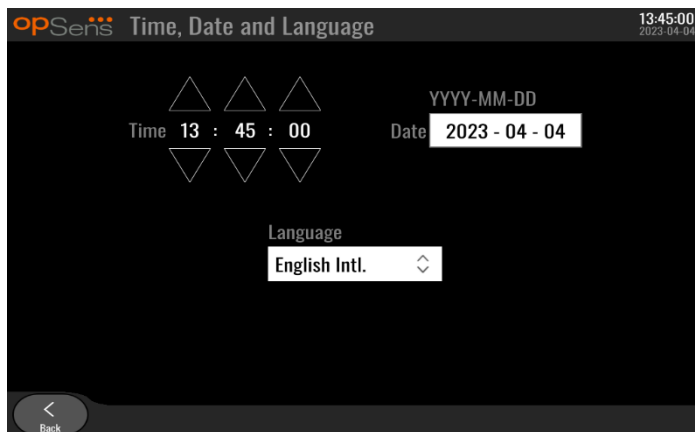 opSens Time, Date and Language
13:45:00
2023-04-04
YYYY-MM-DD
Time 13 : 45 : 00
Date 2023 - 04 - 04
Language
English Intl.
Back